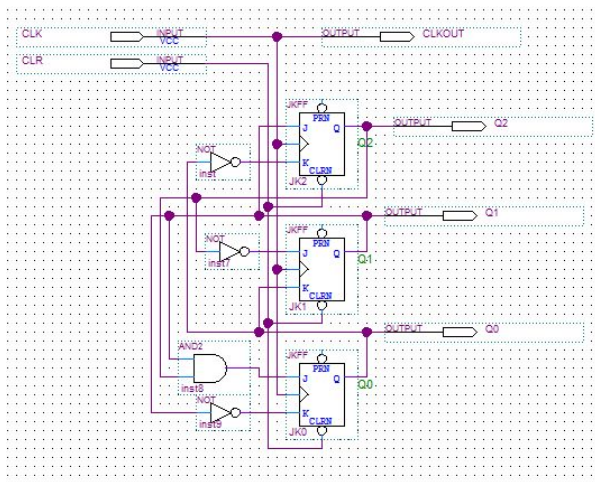 CLK INPUT VCC OUTPUT CLKOUT
CLR INPUT VCC
JKFF
PRN
J Q
OUTPUT Q2
Q2
NOT
inst
K
CLRN
JK2
OUTPUT Q1
JKFF
NOT
PRN
J Q
inst7
Q1
K
CLRN
JK1
OUTPUT Q0
AND2
JKFF
PRN
J Q
Q0
inst8
NOT
K
inst9
CLRN
JK0